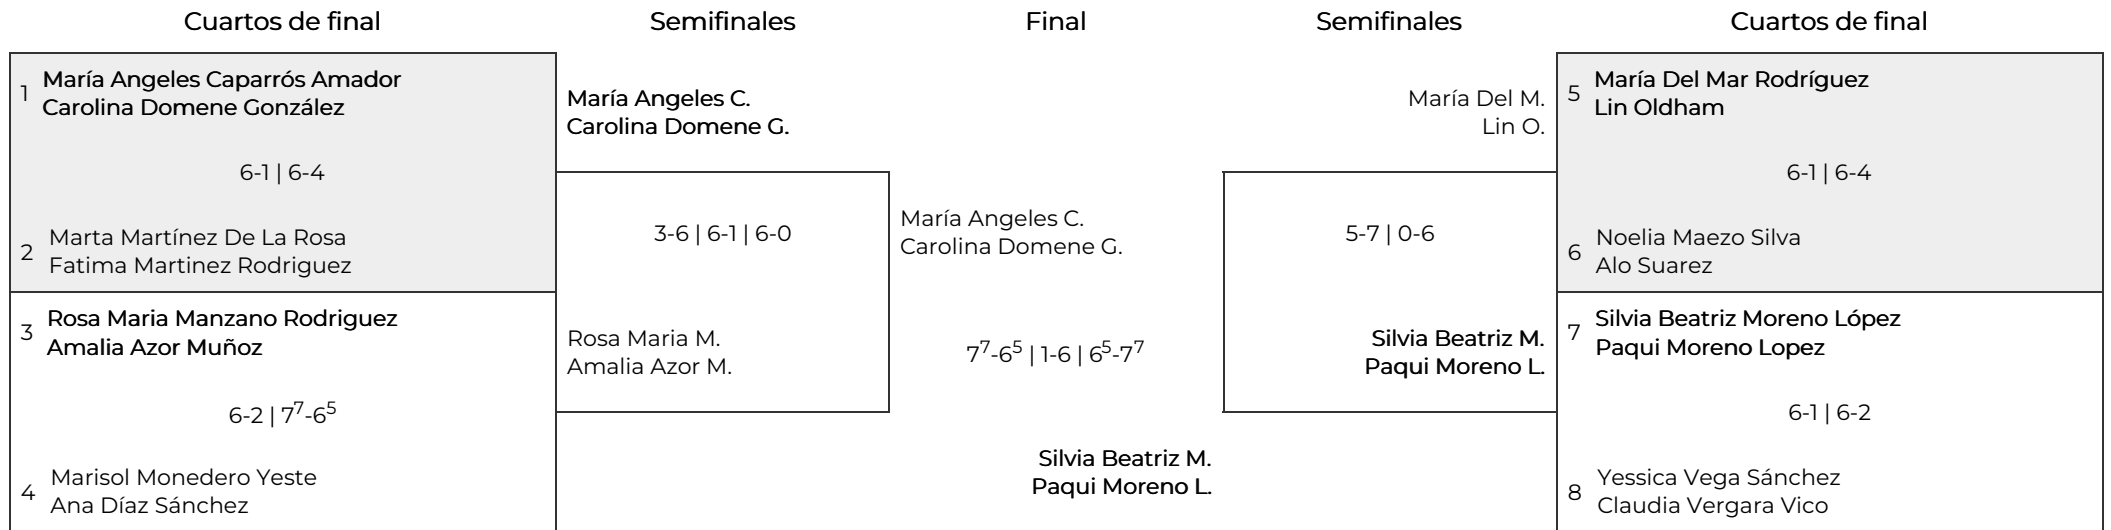 Cuartos de final
Semifinales
Final
Semifinales
Cuartos de final
1
María Angeles Caparrós Amador
Carolina Domene González
6-1 | 6-4
2
Marta Martínez De La Rosa
Fatima Martinez Rodriguez
3
Rosa Maria Manzano Rodriguez
Amalia Azor Muñoz
6-2 | 7⁷-6⁵
4
Marisol Monedero Yeste
Ana Díaz Sánchez
María Angeles C.
Carolina Domene G.
3-6 | 6-1 | 6-0
Rosa Maria M.
Amalia Azor M.
María Angeles C.
Carolina Domene G.
7⁷-6⁵ | 1-6 | 6⁵-7⁷
Silvia Beatriz M.
Paqui Moreno L.
María Del M.
Lin O.
5-7 | 0-6
Silvia Beatriz M.
Paqui Moreno L.
5
María Del Mar Rodríguez
Lin Oldham
6-1 | 6-4
6
Noelia Maezo Silva
Alo Suarez
7
Silvia Beatriz Moreno López
Paqui Moreno Lopez
6-1 | 6-2
8
Yessica Vega Sánchez
Claudia Vergara Vico